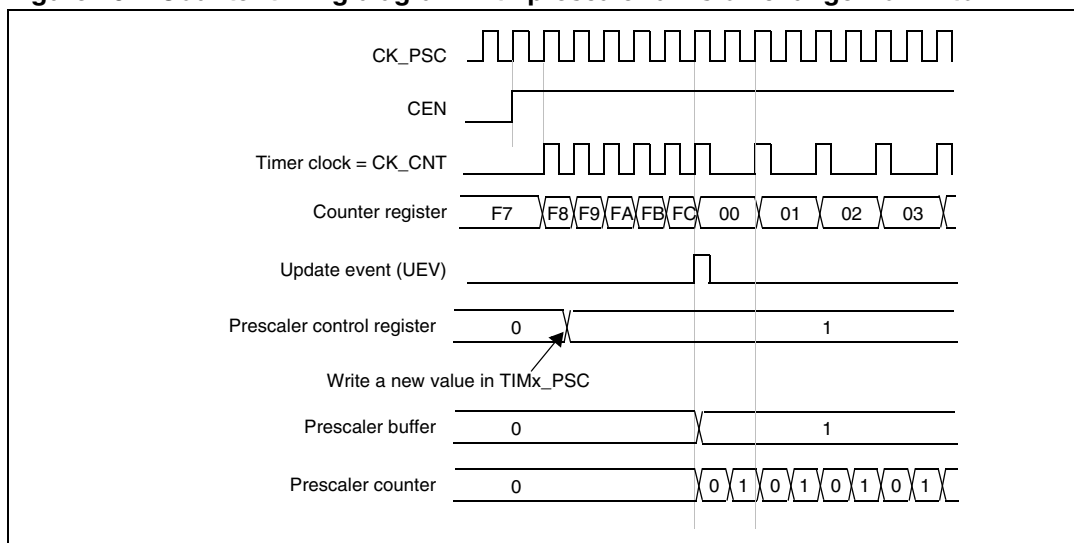 CK_PSC
CEN
Timer clock = CK_CNT
Counter register F7 F8 F9 FA FB FC 00 01 02 03
Update event (UEV)
Prescaler control register 0 1
Write a new value in TIMx_PSC
Prescaler buffer 0 1
Prescaler counter 0 0 1 0 1 0 1 0 1